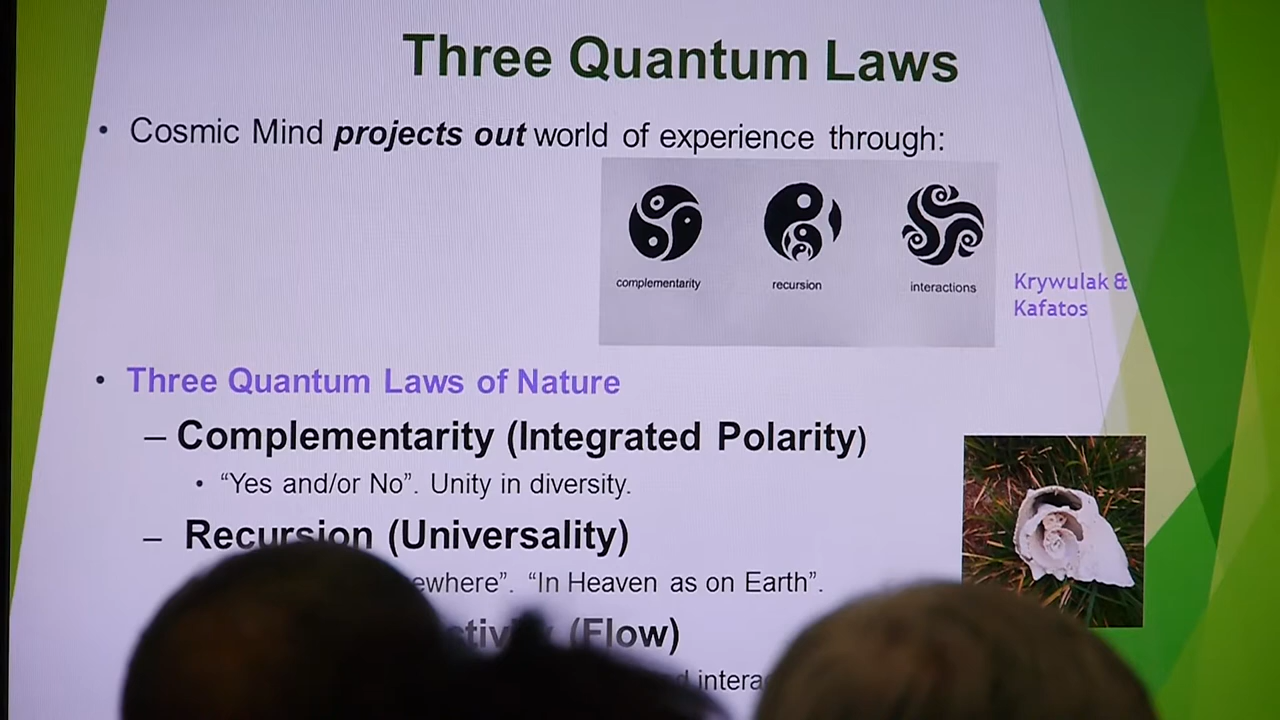 Three Quantum Laws
• Cosmic Mind projects out world of experience through:
complementarity recursion interactions
Krywulak &
Kafatos
• Three Quantum Laws of Nature
– Complementarity (Integrated Polarity)
• “Yes and/or No”. Unity in diversity.
– Recursion (Universality)
“In Heaven as on Earth”.
(Flow)